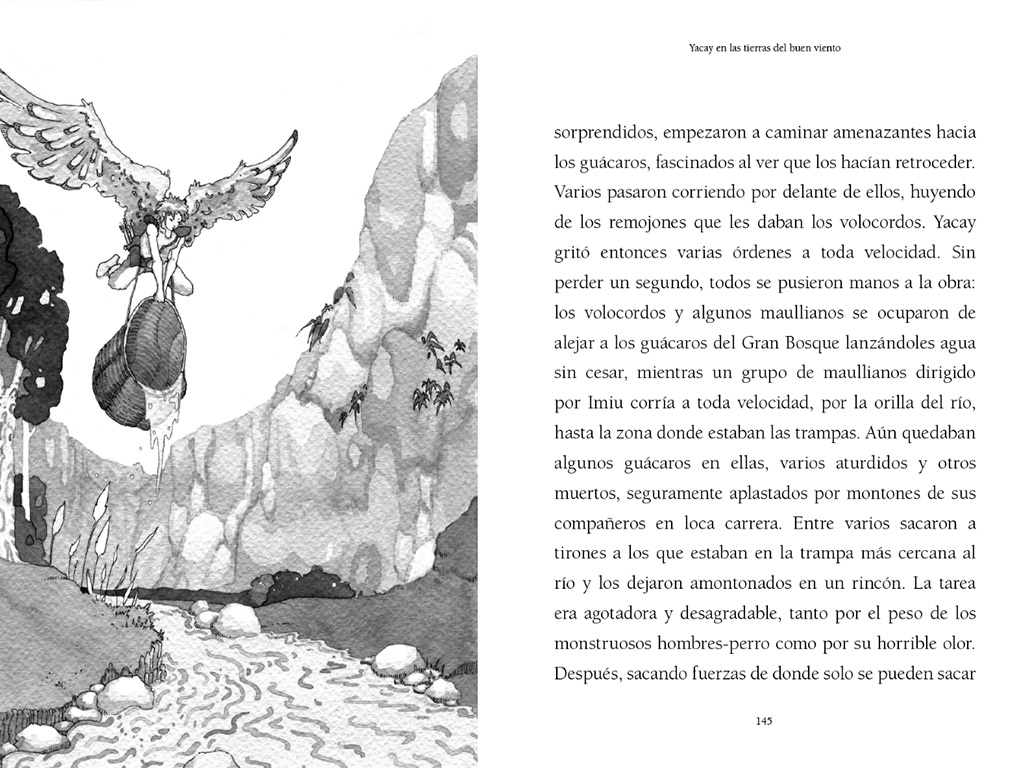 Yacay en las tierras del buen viento
sorprendidos, empezaron a caminar amenazantes hacia
los guácaros, fascinados al ver que los hacían retroceder.
Varios pasaron corriendo por delante de ellos, huyendo
de los remojones que les daban los volocordos. Yacay
gritó entonces varias órdenes a toda velocidad. Sin
perder un segundo, todos se pusieron manos a la obra:
los volocordos y algunos maullianos se ocuparon de
alejar a los guácaros del Gran Bosque lanzándoles agua
sin cesar, mientras un grupo de maullianos dirigido
por Imiu corría a toda velocidad, por la orilla del río,
hasta la zona donde estaban las trampas. Aún quedaban
algunos guácaros en ellas, varios aturdidos y otros
muertos, seguramente aplastados por montones de sus
compañeros en loca carrera. Entre varios sacaron a
tirones a los que estaban en la trampa más cercana al
río y los dejaron amontonados en un rincón. La tarea
era agotadora y desagradable, tanto por el peso de los
monstruosos hombres-perro como por su horrible olor.
Después, sacando fuerzas de donde solo se pueden sacar
145